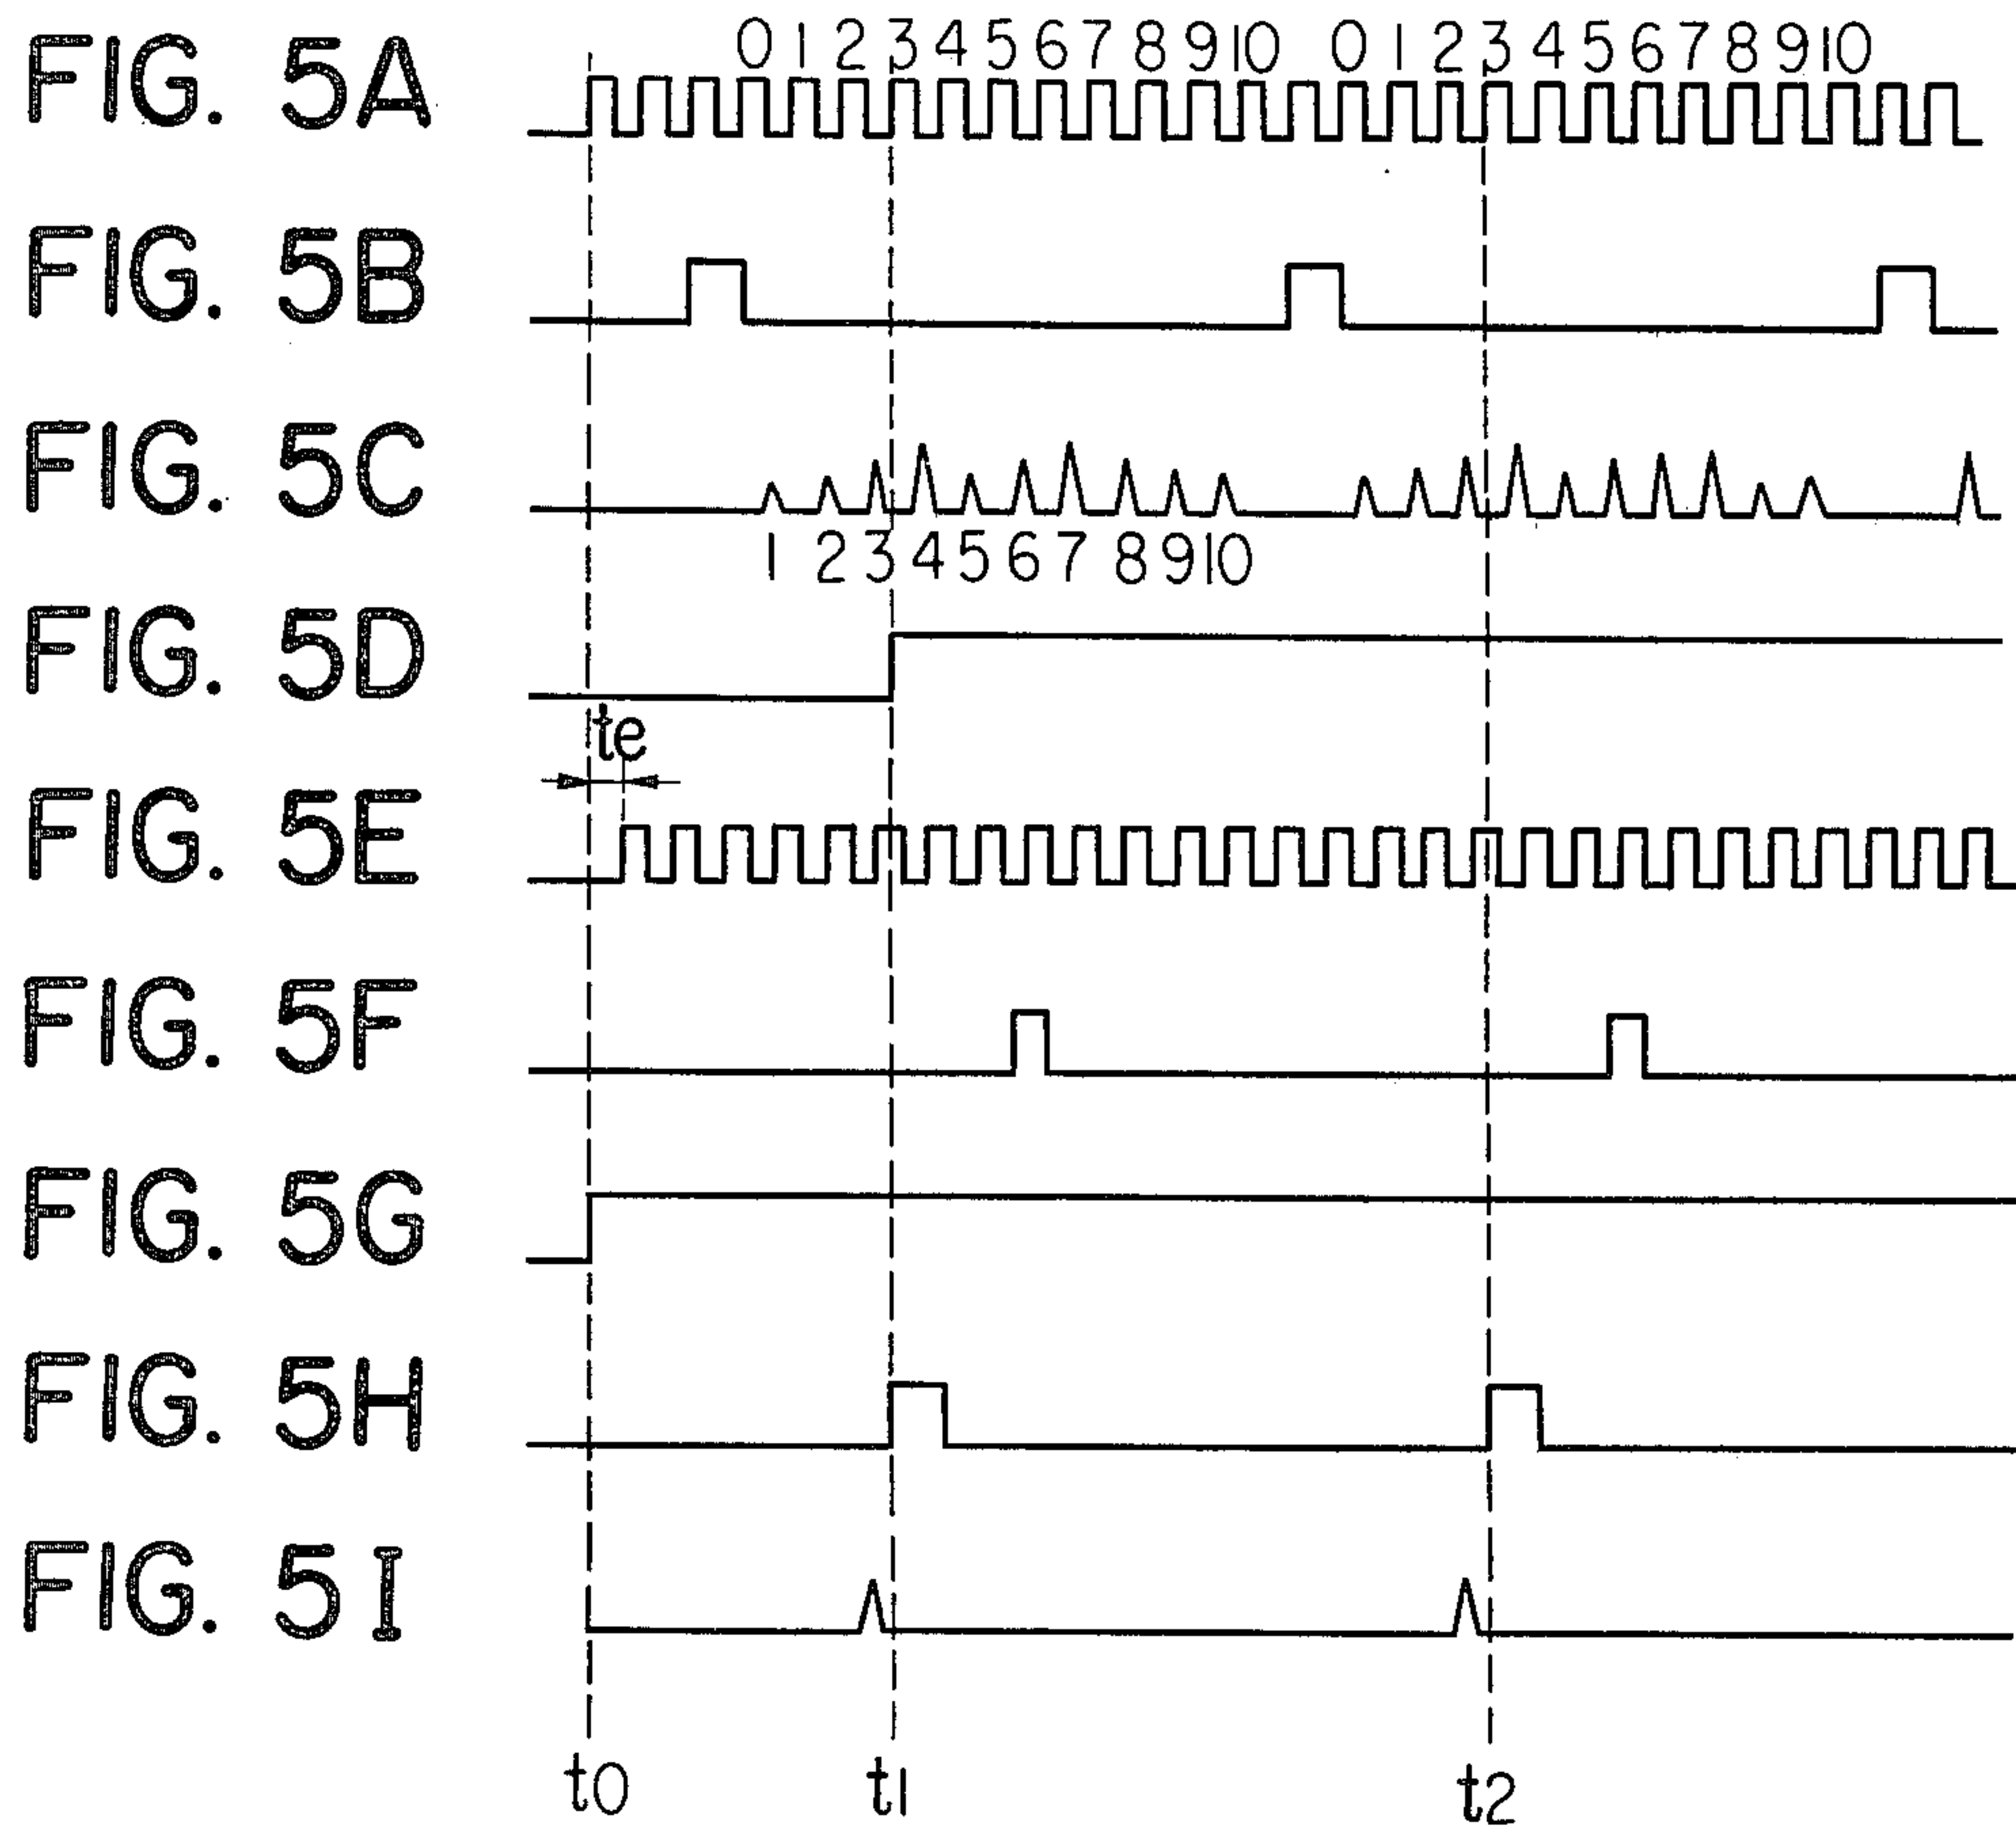 FIG. 5A
0 1 2 3 4 5 6 7 8 9 10 0 1 2 3 4 5 6 7 8 9 10
FIG. 5B
FIG. 5C
1 2 3 4 5 6 7 8 9 10
FIG. 5D
te
FIG. 5E
FIG. 5F
FIG. 5G
FIG. 5H
FIG. 5I
t0 t1 t2